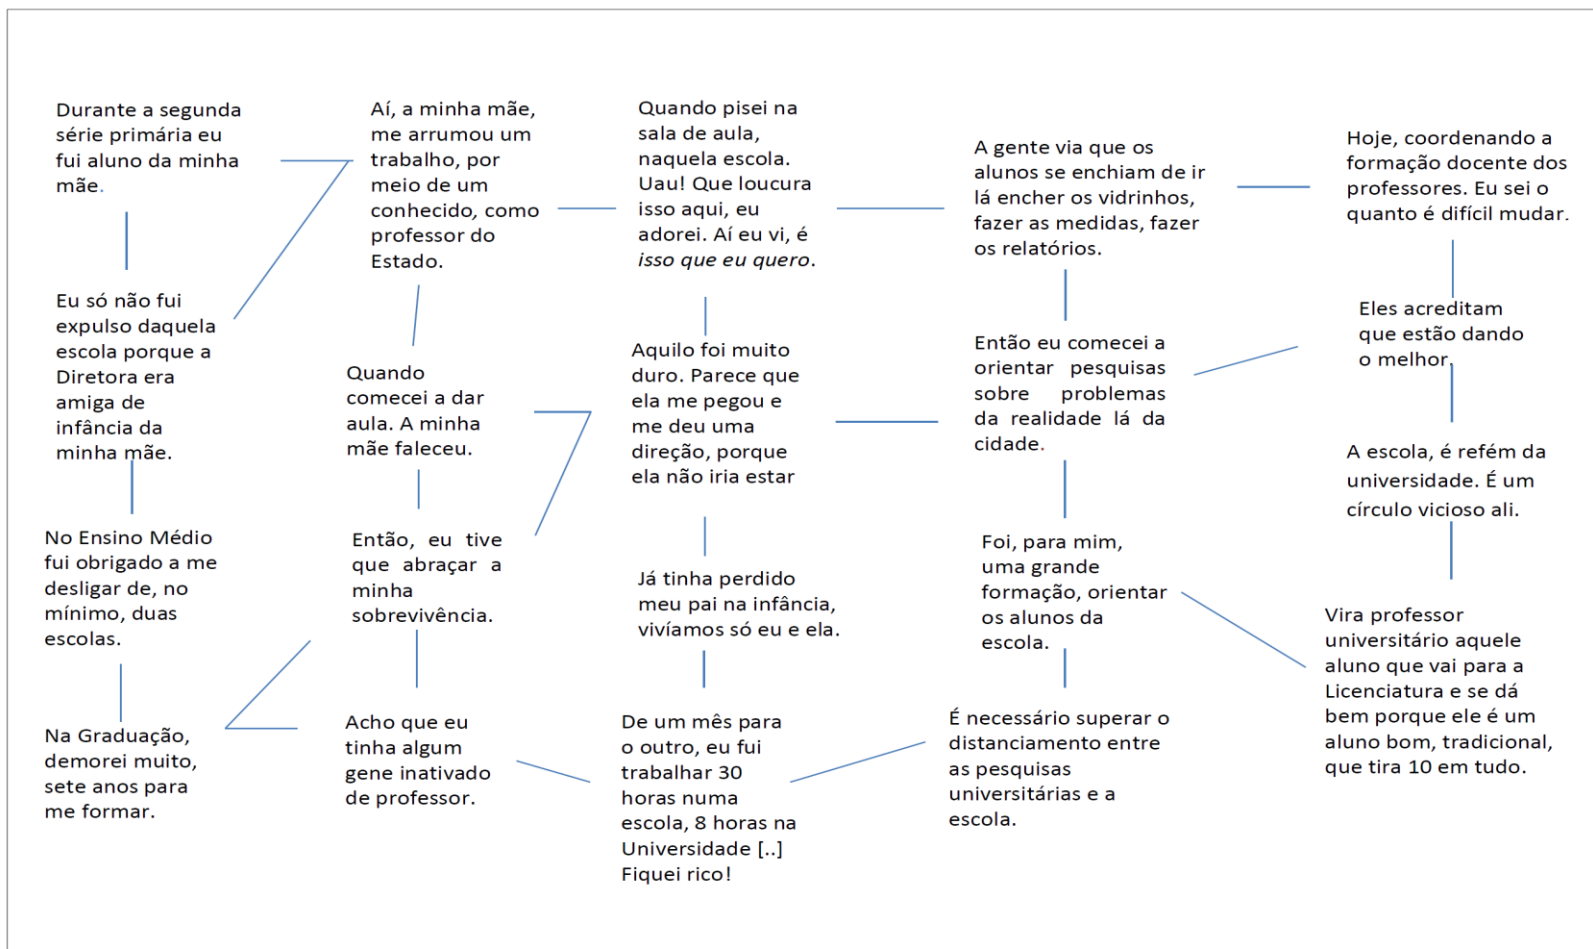 Durante a segunda
série primária eu
fui aluno da minha
mãe.
Eu só não fui
expulso daquela
escola porque a
Diretora era
amiga de
infância da
minha mãe.
No Ensino Médio
fui obrigado a me
desligar de, no
mínimo, duas
escolas.
Na Graduação,
demorei muito,
sete anos para
me formar.
Aí, a minha mãe,
me arrumou um
trabalho, por
meio de um
conhecido, como
professor do
Estado.
Quando
comecei a dar
aula. A minha
mãe faleceu.
Então, eu tive
que abraçar a
minha
sobrevivência.
Acho que eu
tinha algum
gene inativado
de professor.
Quando pisei na
sala de aula,
naquela escola.
Uau! Que loucura
isso aqui, eu
adorei. Aí eu vi, é
isso que eu quero.
Aquilo foi muito
duro. Parece que
ela me pegou e
me deu uma
direção, porque
ela não iria estar
Já tinha perdido
meu pai na infância,
vivíamos só eu e ela.
De um mês para
o outro, eu fui
trabalhar 30
horas numa
escola, 8 horas na
Universidade [..]
Fiquei rico!
A gente via que os
alunos se enchiam de ir
lá encher os vidrinhos,
fazer as medidas, fazer
os relatórios.
Então eu comecei a
orientar pesquisas
sobre problemas
da realidade lá da
cidade.
Foi, para mim,
uma grande
formação, orientar
os alunos da
escola.
É necessário superar o
distanciamento entre
as pesquisas
universitárias e a
escola.
Hoje, coordenando a
formação docente dos
professores. Eu sei o
quanto é difícil mudar.
Eles acreditam
que estão dando
o melhor.
A escola, é refém da
universidade. É um
círculo vicioso ali.
Vira professor
universitário aquele
aluno que vai para a
Licenciatura e se dá
bem porque ele é um
aluno bom, tradicional,
que tira 10 em tudo.